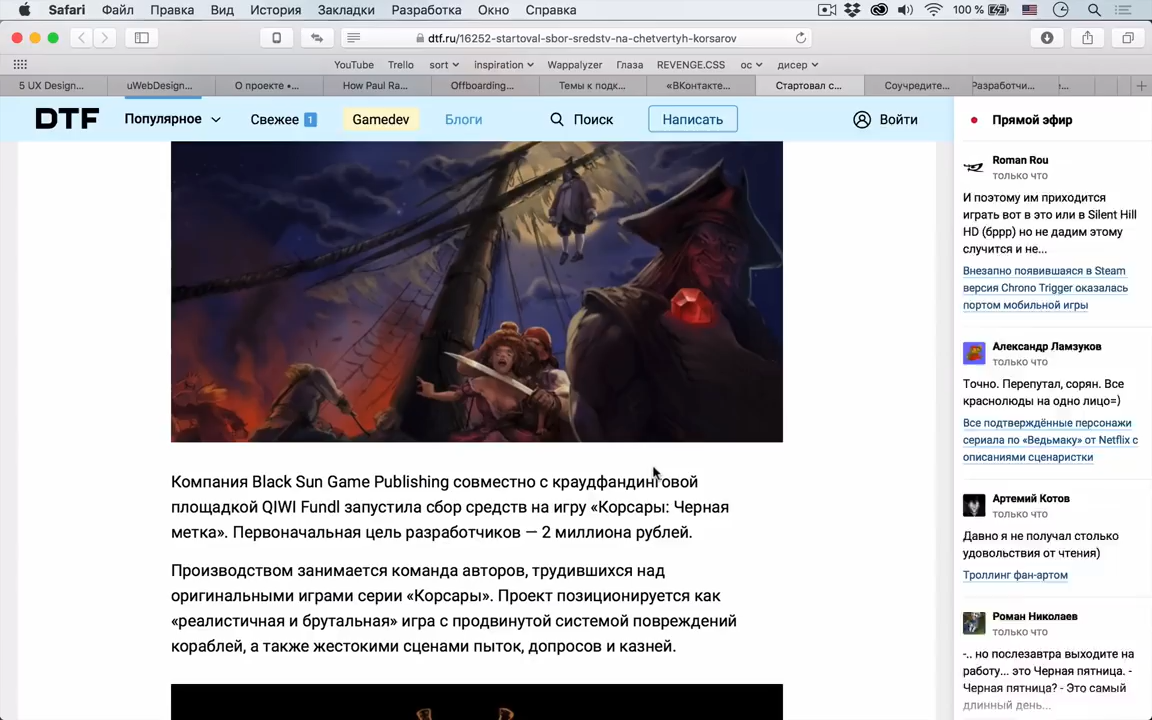 Safari Файл Правка Вид История Закладки Разработка Окно Справка 100 %
dtf.ru/16252-startoval-sbor-sredstv-na-chetvertyh-korsarov
YouTube Trello sort inspiration Wappalyzer Глаза REVENGE.CSS ос дисер
5 UX Design... uWebDesign... О проекте •... How Paul Ra... Offboarding... Темы к подк... «ВКонтакте... Стартовал с... Соучредите... Разработчи...
DTF Популярное Свежее 1 Gamedev Блоги Поиск Написать Войти
Компания Black Sun Game Publishing совместно с краудфандинговой
площадкой QIWI Fundl запустила сбор средств на игру «Корсары: Черная
метка». Первоначальная цель разработчиков — 2 миллиона рублей.
Производством занимается команда авторов, трудившихся над
оригинальными играми серии «Корсары». Проект позиционируется как
«реалистичная и брутальная» игра с продвинутой системой повреждений
кораблей, а также жестокими сценами пыток, допросов и казней.
Прямой эфир
Roman Rou
только что
И поэтому им приходится
играть вот в это или в Silent Hill
HD (бррр) но не дадим этому
случится и не...
Внезапно появившаяся в Steam
версия Chrono Trigger оказалась
портом мобильной игры
Александр Ламзуков
только что
Точно. Перепутал, сорян. Все
краснолюды на одно лицо=)
Все подтверждённые персонажи
сериала по «Ведьмаку» от Netflix с
описаниями сценаристки
Артемий Котов
только что
Давно я не получал столько
удовольствия от чтения)
Троллинг фан-артом
Роман Николаев
только что
-.. но послезавтра выходите на
работу... это Черная пятница. -
Черная пятница? - Это самый
длинный день...